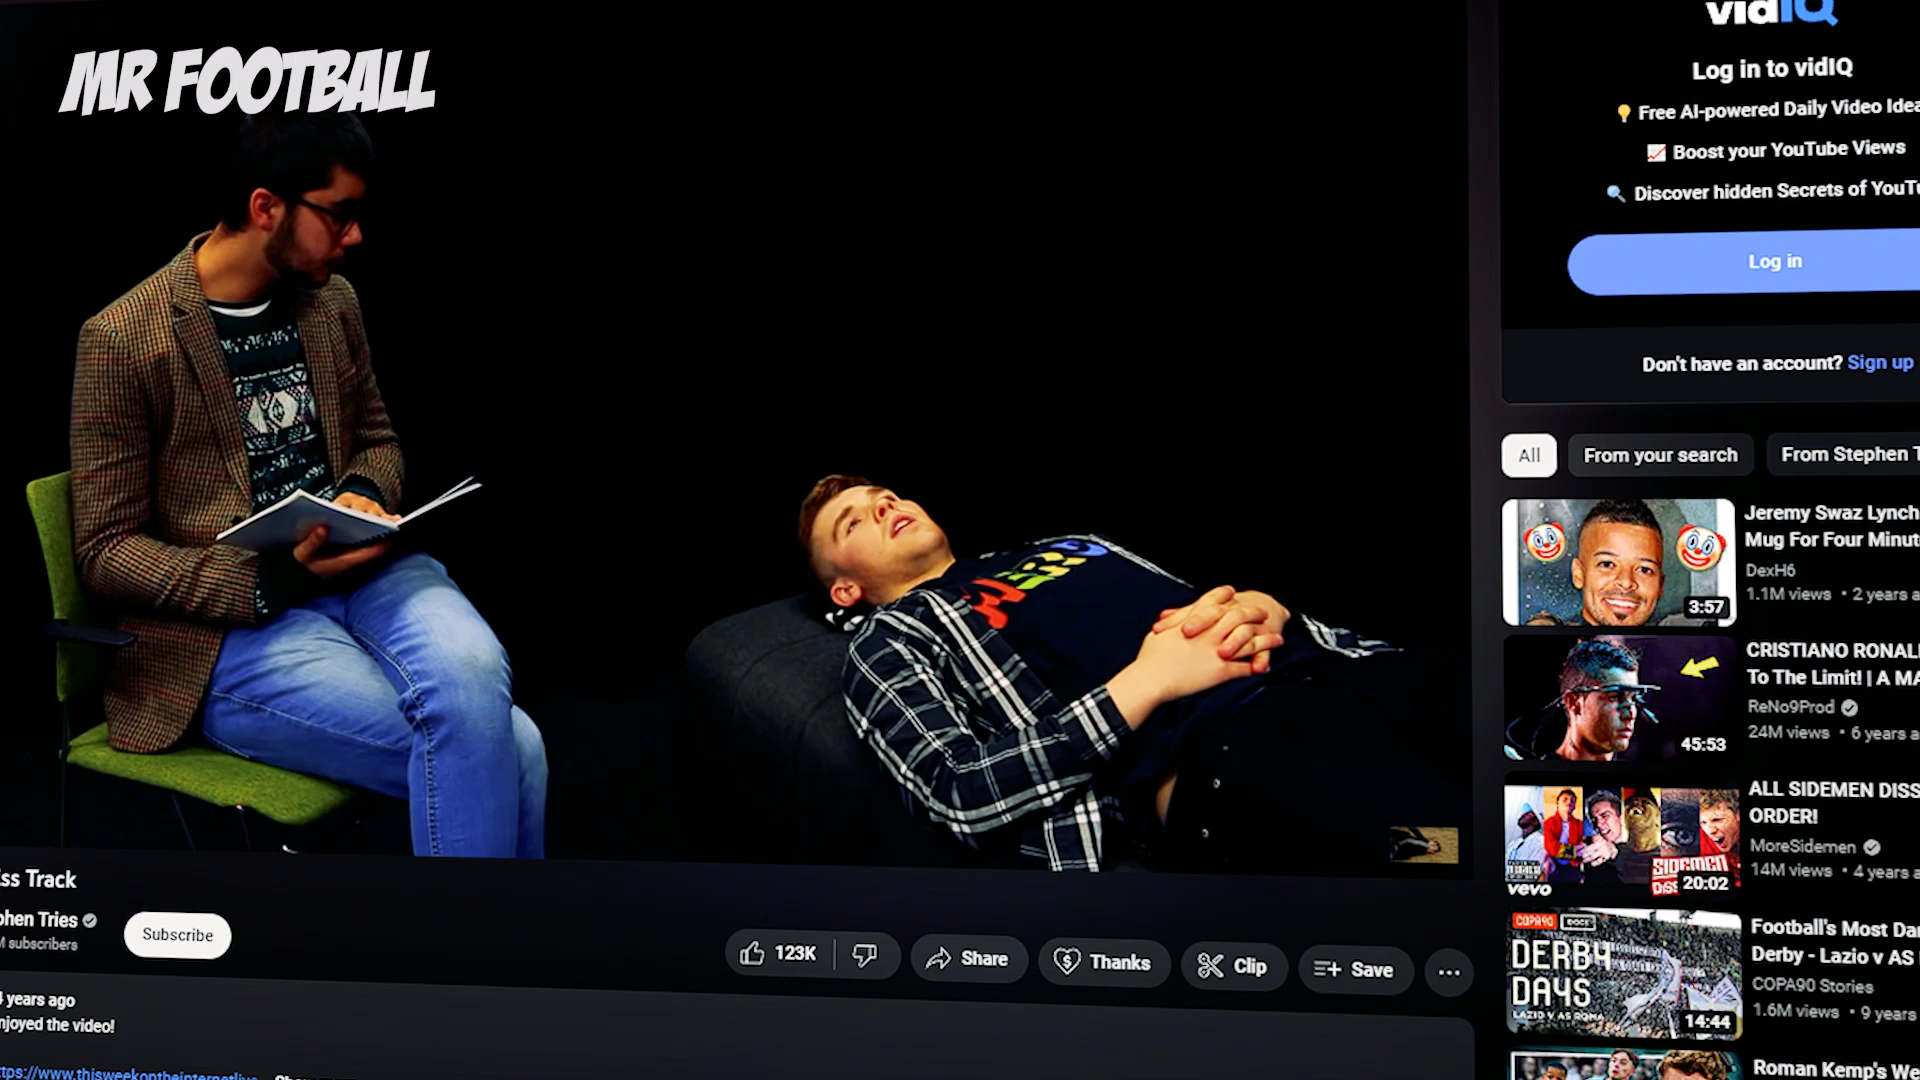 MR FOOTBALL
vidIQ
Log in to vidIQ
Free AI-powered Daily Video Idea
Boost your YouTube Views
Discover hidden Secrets of YouTu
Log in
Don't have an account? Sign up
All
From your search
From Stephen T
Jeremy Swaz Lynch
Mug For Four Minut
DexH6
1.1M views • 2 years a
3:57
CRISTIANO RONAL
To The Limit! | A MA
ReNo9Prod
24M views • 6 years a
45:53
ALL SIDEMEN DISS
ORDER!
MoreSidemen
14M views • 4 years a
vevo
SIDEMEN
DISS
20:02
COPA90 DOCS
DERBY
DAYS
LAZIO V AS ROMA
14:44
Football's Most Da
Derby - Lazio v AS
COPA90 Stories
1.6M views • 9 years
Roman Kemp's We
iss Track
phen Tries
M subscribers
Subscribe
123K
Share
Thanks
Clip
Save
4 years ago
njoyed the video!
ttps://www.thisweekontheinternetlive